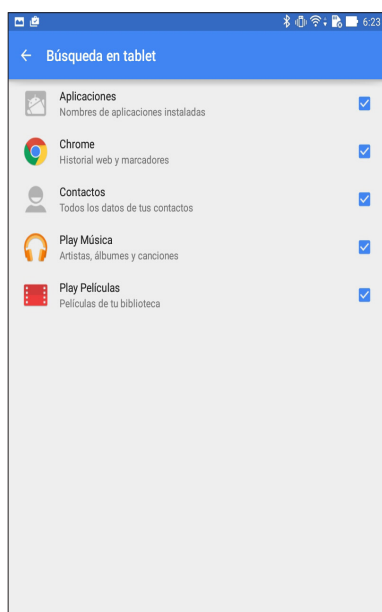 6:23
Búsqueda en tablet
Aplicaciones
Nombres de aplicaciones instaladas
Chrome
Historial web y marcadores
Contactos
Todos los datos de tus contactos
Play Música
Artistas, álbumes y canciones
Play Películas
Películas de tu biblioteca